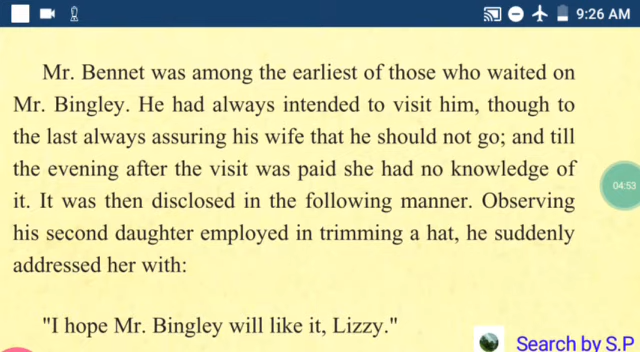 9:26 AM
Mr. Bennet was among the earliest of those who waited on
Mr. Bingley. He had always intended to visit him, though to
the last always assuring his wife that he should not go; and till
the evening after the visit was paid she had no knowledge of
it. It was then disclosed in the following manner. Observing
his second daughter employed in trimming a hat, he suddenly
addressed her with:
04:53
"I hope Mr. Bingley will like it, Lizzy."
Search by S.P